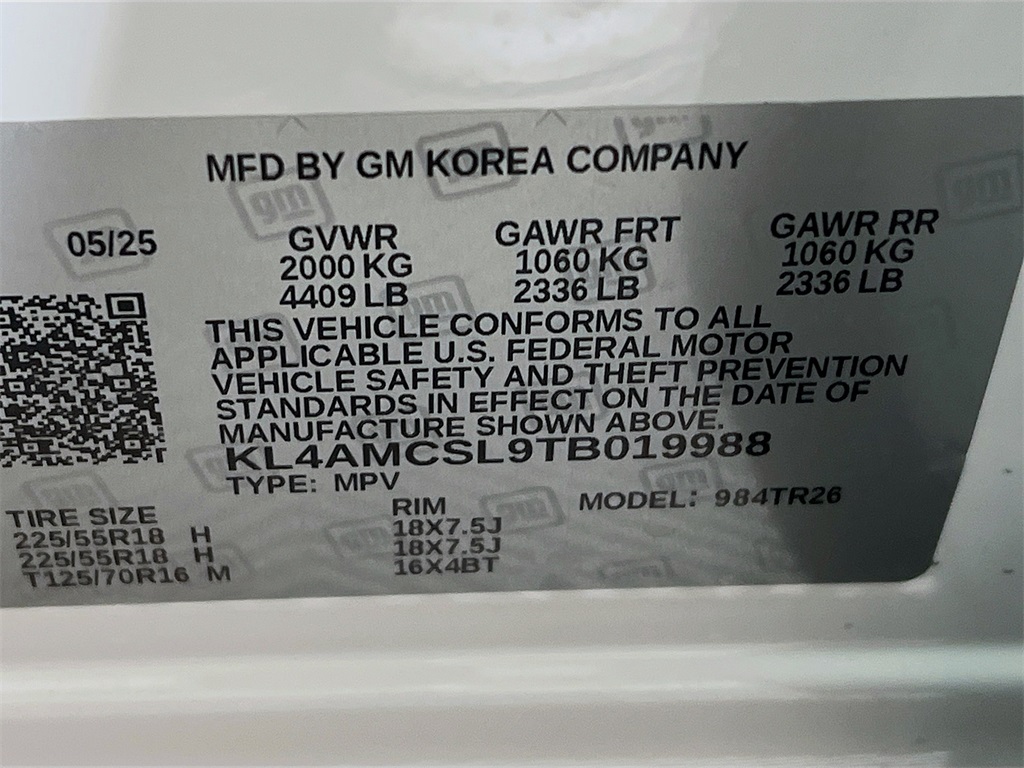 MFD BY GM KOREA COMPANY
05/25 GVWR GAWR FRT GAWR RR
2000 KG 1060 KG 1060 KG
4409 LB 2336 LB 2336 LB
THIS VEHICLE CONFORMS TO ALL
APPLICABLE U.S. FEDERAL MOTOR
VEHICLE SAFETY AND THEFT PREVENTION
STANDARDS IN EFFECT ON THE DATE OF
MANUFACTURE SHOWN ABOVE.
KL4AMCSL9TB019988
TYPE: MPV
MODEL: 984TR26
TIRE SIZE RIM
225/55R18 H 18X7.5J
225/55R18 H 18X7.5J
T125/70R16 M 16X4BT
gm